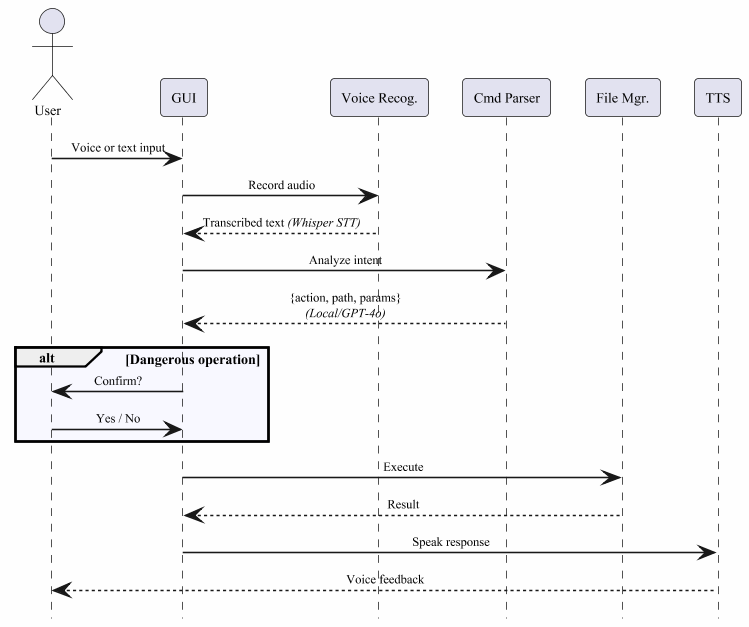 User
GUI
Voice Recog.
Cmd Parser
File Mgr.
TTS
Voice or text input
Record audio
Transcribed text (Whisper STT)
Analyze intent
{action, path, params}
(Local/GPT-4o)
alt
[Dangerous operation]
Confirm?
Yes / No
Execute
Result
Speak response
Voice feedback